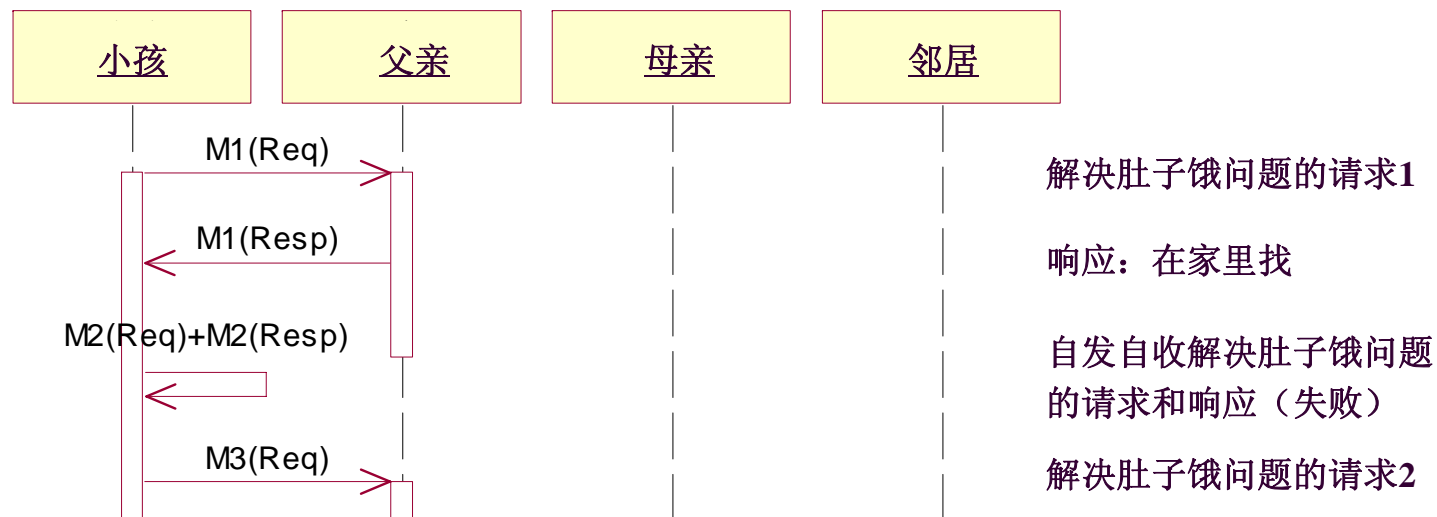 小孩
父亲
母亲
邻居
M1(Req)
解决肚子饿问题的请求1
M1(Resp)
响应：在家里找
M2(Req)+M2(Resp)
自发自收解决肚子饿问题
的请求和响应（失败）
M3(Req)
解决肚子饿问题的请求2